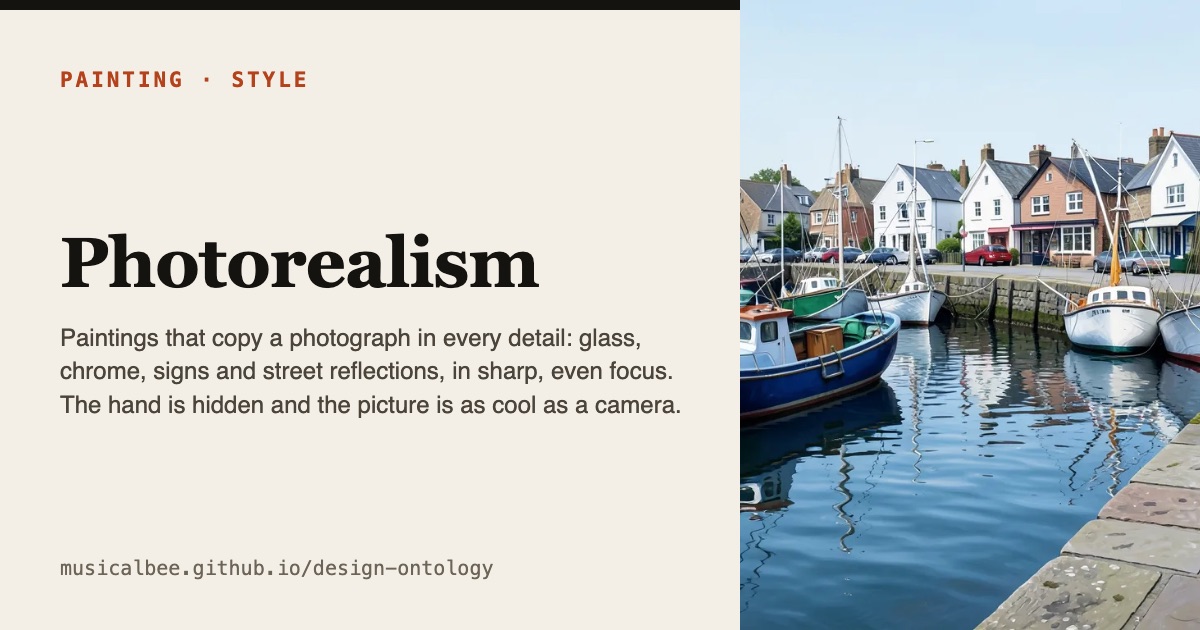 PAINTING · STYLE
Photorealism
Paintings that copy a photograph in every detail: glass,
chrome, signs and street reflections, in sharp, even focus.
The hand is hidden and the picture is as cool as a camera.
musicalbee.github.io/design-ontology